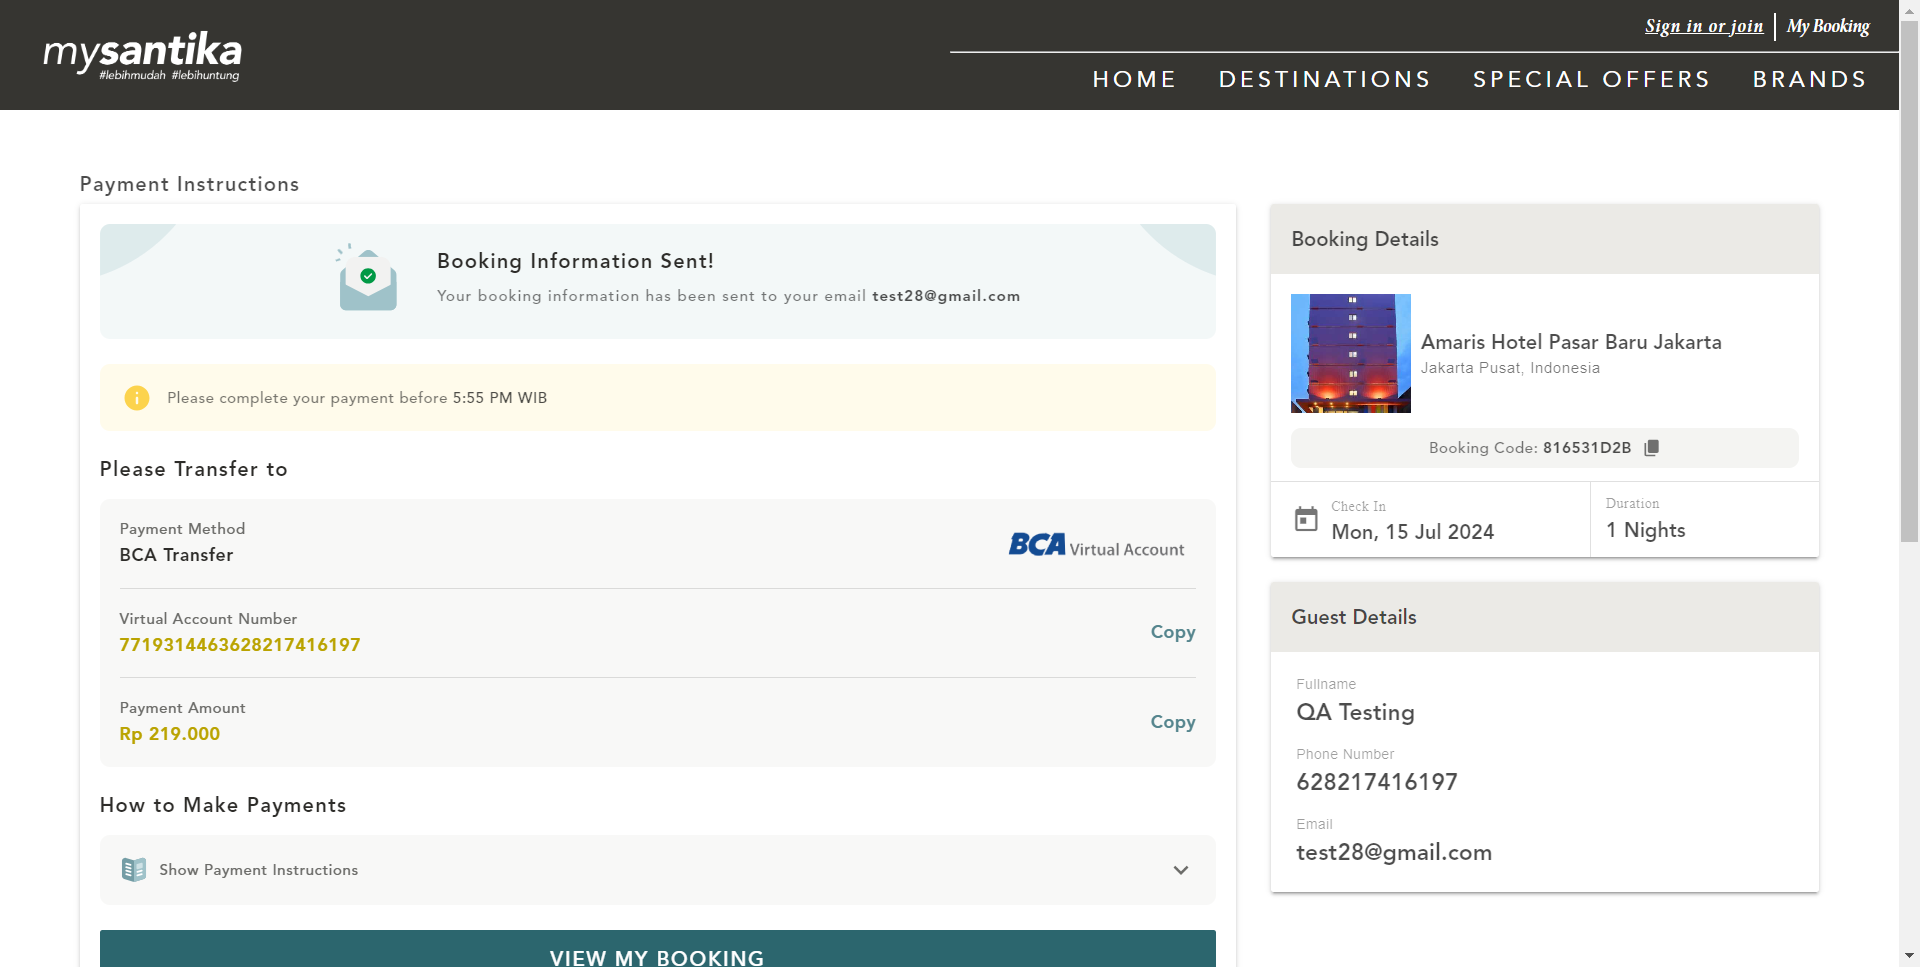 mysantika
#lebihmudah #lebihuntung
Sign in or join
My Booking
HOME
DESTINATIONS
SPECIAL OFFERS
BRANDS
Payment Instructions
Booking Information Sent!
Your booking information has been sent to your email test28@gmail.com
Please complete your payment before 5:55 PM WIB
Please Transfer to
Payment Method
BCA Transfer
BCA Virtual Account
Virtual Account Number
7719314463628217416197
Copy
Payment Amount
Rp 219.000
Copy
How to Make Payments
Show Payment Instructions
VIEW MY BOOKING
Booking Details
Amaris Hotel Pasar Baru Jakarta
Jakarta Pusat, Indonesia
Booking Code: 816531D2B
Check In
Mon, 15 Jul 2024
Duration
1 Nights
Guest Details
Fullname
QA Testing
Phone Number
628217416197
Email
test28@gmail.com